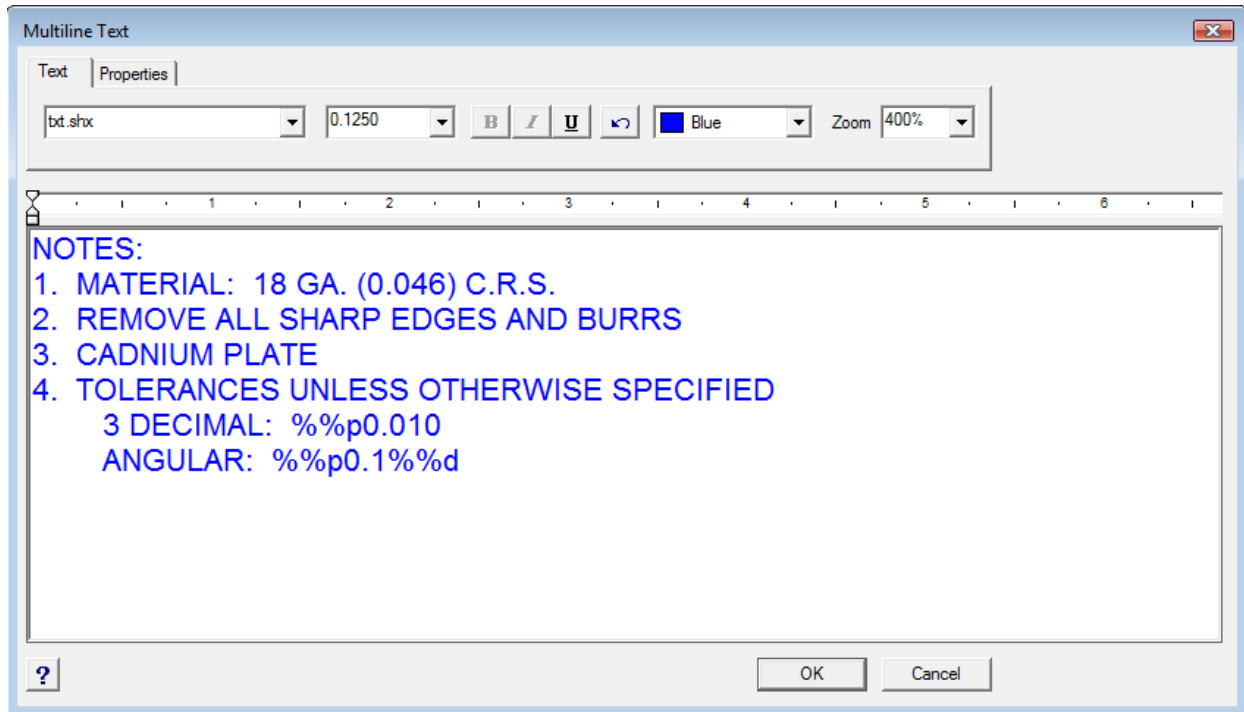 Multiline Text
Text Properties
txt.shx 0.1250 B I U Blue Zoom 400%
1 2 3 4 5 6
NOTES:
1. MATERIAL: 18 GA. (0.046) C.R.S.
2. REMOVE ALL SHARP EDGES AND BURRS
3. CADNIUM PLATE
4. TOLERANCES UNLESS OTHERWISE SPECIFIED
3 DECIMAL: %%p0.010
ANGULAR: %%p0.1%%d
? OK Cancel